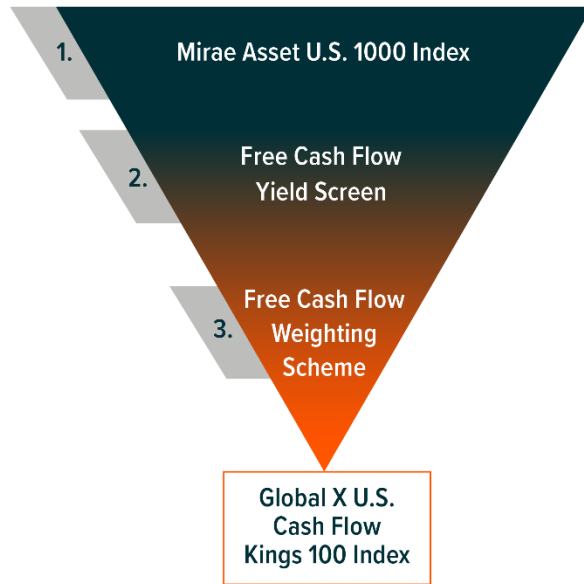 1.
Mirae Asset U.S. 1000 Index
2.
Free Cash Flow
Yield Screen
3.
Free Cash Flow
Weighting
Scheme
Global X U.S.
Cash Flow
Kings 100 Index